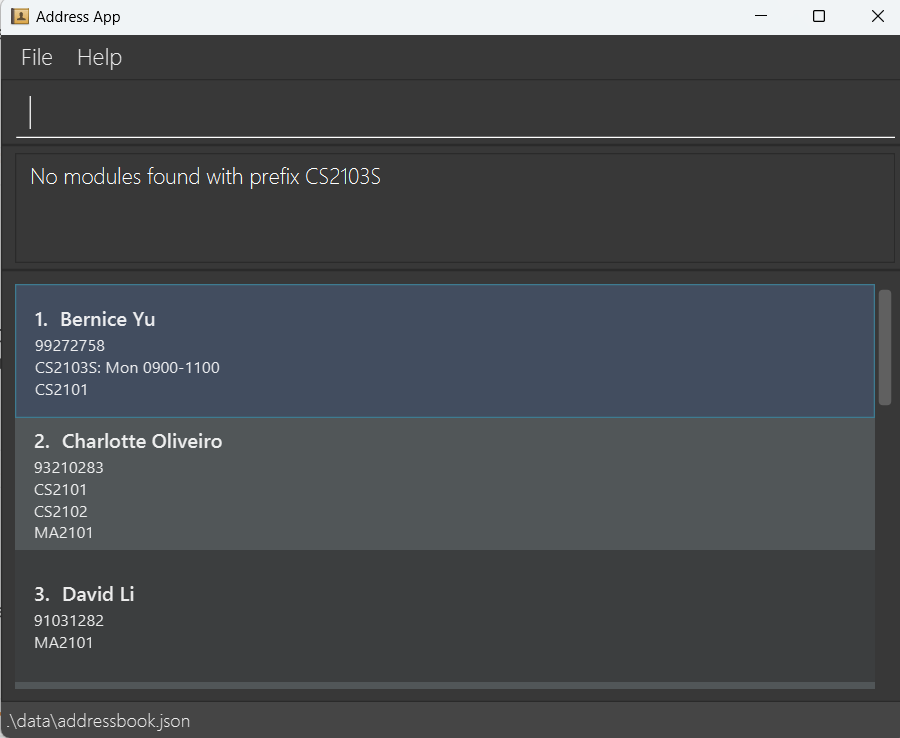 Address App
File Help
No modules found with prefix CS2103S
1. Bernice Yu
99272758
CS2103S: Mon 0900-1100
CS2101
2. Charlotte Oliveiro
93210283
CS2101
CS2102
MA2101
3. David Li
91031282
MA2101
.\data\addressbook.json